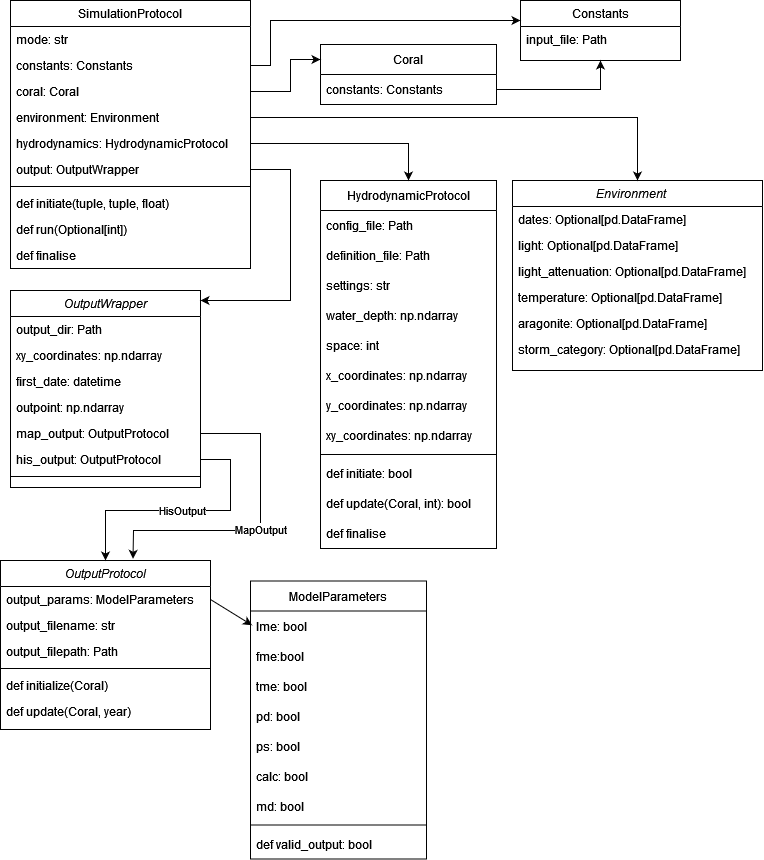 SimulationProtocol
mode: str
constants: Constants
coral: Coral
environment: Environment
hydrodynamics: HydrodynamicProtocol
output: OutputWrapper
def initiate(tuple, tuple, float)
def run(Optional[int])
def finalise
Constants
input_file: Path
Coral
constants: Constants
HydrodynamicProtocol
config_file: Path
definition_file: Path
settings: str
water_depth: np.ndarray
space: int
x_coordinates: np.ndarray
y_coordinates: np.ndarray
xy_coordinates: np.ndarray
def initiate: bool
def update(Coral, int): bool
def finalise
Environment
dates: Optional[pd.DataFrame]
light: Optional[pd.DataFrame]
light_attenuation: Optional[pd.DataFrame]
temperature: Optional[pd.DataFrame]
aragonite: Optional[pd.DataFrame]
storm_category: Optional[pd.DataFrame]
OutputWrapper
output_dir: Path
xy_coordinates: np.ndarray
first_date: datetime
outpoint: np.ndarray
map_output: OutputProtocol
his_output: OutputProtocol
HisOutput
MapOutput
OutputProtocol
output_params: ModelParameters
output_filename: str
output_filepath: Path
def initialize(Coral)
def update(Coral, year)
ModelParameters
lme: bool
fme:bool
tme: bool
pd: bool
ps: bool
calc: bool
md: bool
def valid_output: bool